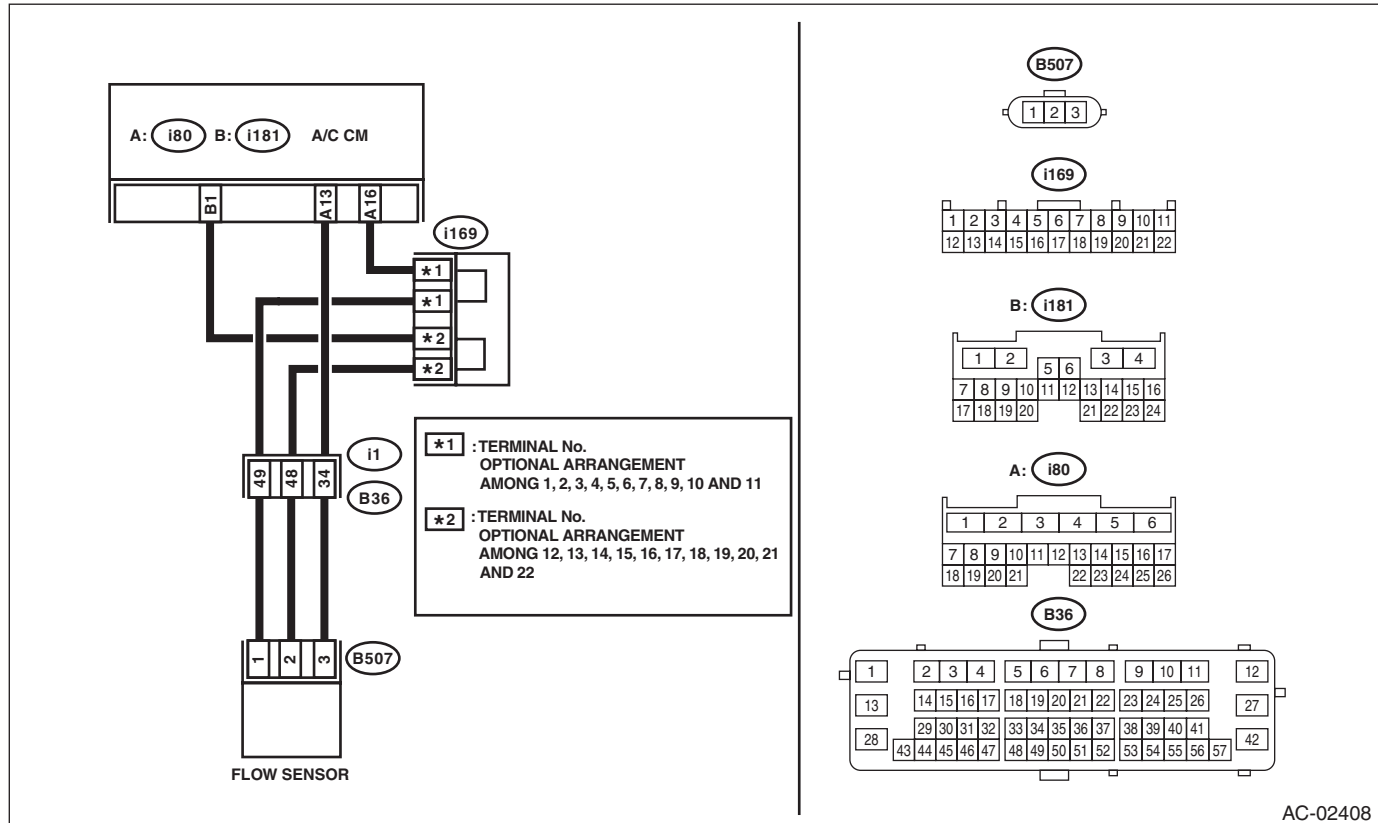 A: i80 B: i181 A/C CM
B1 A13 A16
i169
*1
*1
*2
*2
*1 :TERMINAL No.
OPTIONAL ARRANGEMENT
AMONG 1, 2, 3, 4, 5, 6, 7, 8, 9, 10 AND 11
*2 :TERMINAL No.
OPTIONAL ARRANGEMENT
AMONG 12, 13, 14, 15, 16, 17, 18, 19, 20, 21
AND 22
i1
49 48 34
B36
1 2 3
B507
FLOW SENSOR
B507
1 2 3
i169
1 2 3 4 5 6 7 8 9 10 11
12 13 14 15 16 17 18 19 20 21 22
B: i181
1 2 3 4
5 6
7 8 9 10 11 12 13 14 15 16
17 18 19 20 21 22 23 24
A: i80
1 2 3 4 5 6
7 8 9 10 11 12 13 14 15 16 17
18 19 20 21 22 23 24 25 26
B36
1 2 3 4 5 6 7 8 9 10 11 12
13 14 15 16 17 18 19 20 21 22 23 24 25 26 27
28 29 30 31 32 33 34 35 36 37 38 39 40 41 42
43 44 45 46 47 48 49 50 51 52 53 54 55 56 57
AC-02408